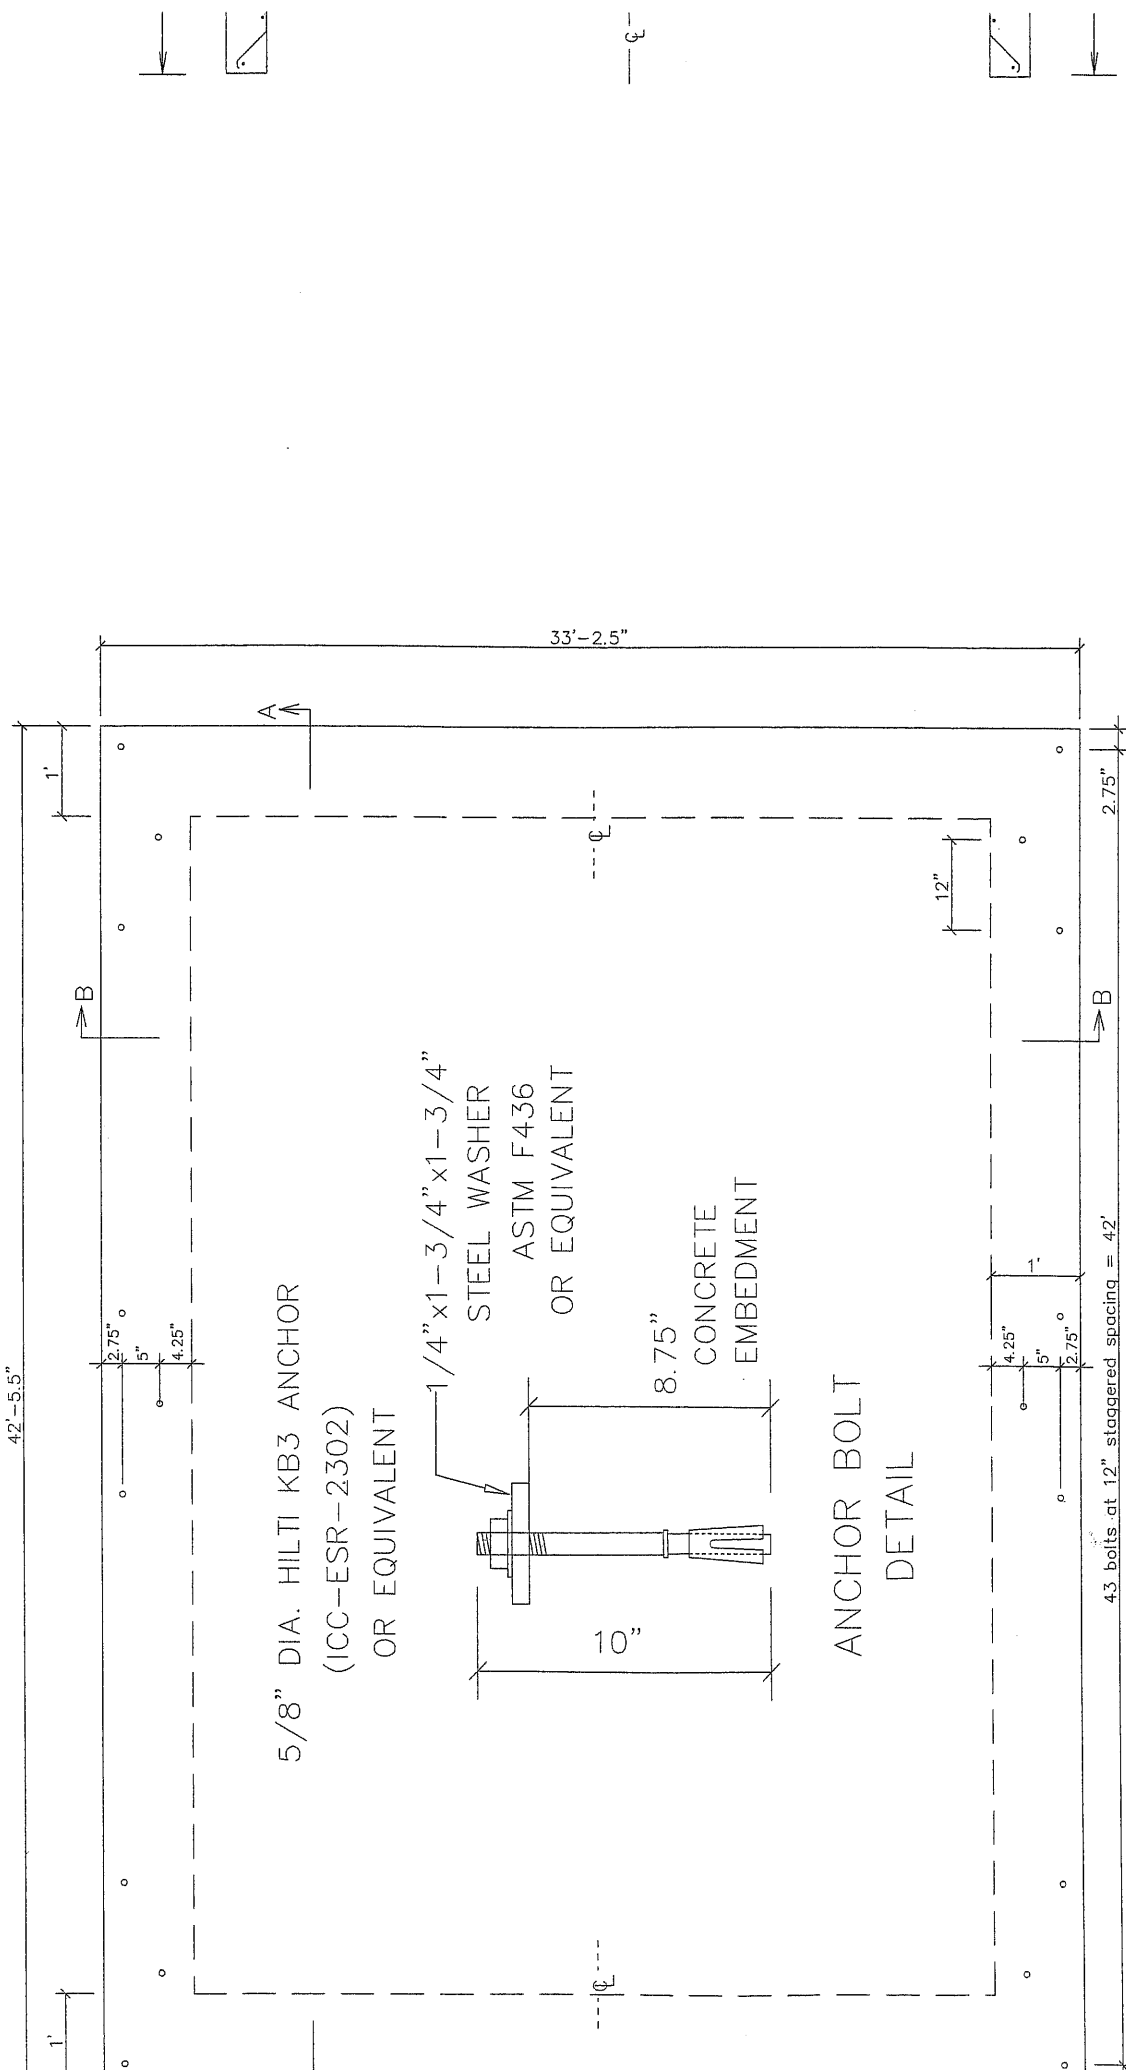 ℄
33'-2.5"
42'-5.5"
1'
A
2.75"
℄
12"
B
B
5/8" DIA. HILTI KB3 ANCHOR
(ICC-ESR-2302)
OR EQUIVALENT
1/4"x1-3/4"x1-3/4"
STEEL WASHER
ASTM F436
OR EQUIVALENT
8.75"
CONCRETE
EMBEDMENT
10"
ANCHOR BOLT
DETAIL
2.75"
5"
4.25"
1'
4.25"
5"
2.75"
43 bolts at 12" staggered spacing = 42'
℄
1'